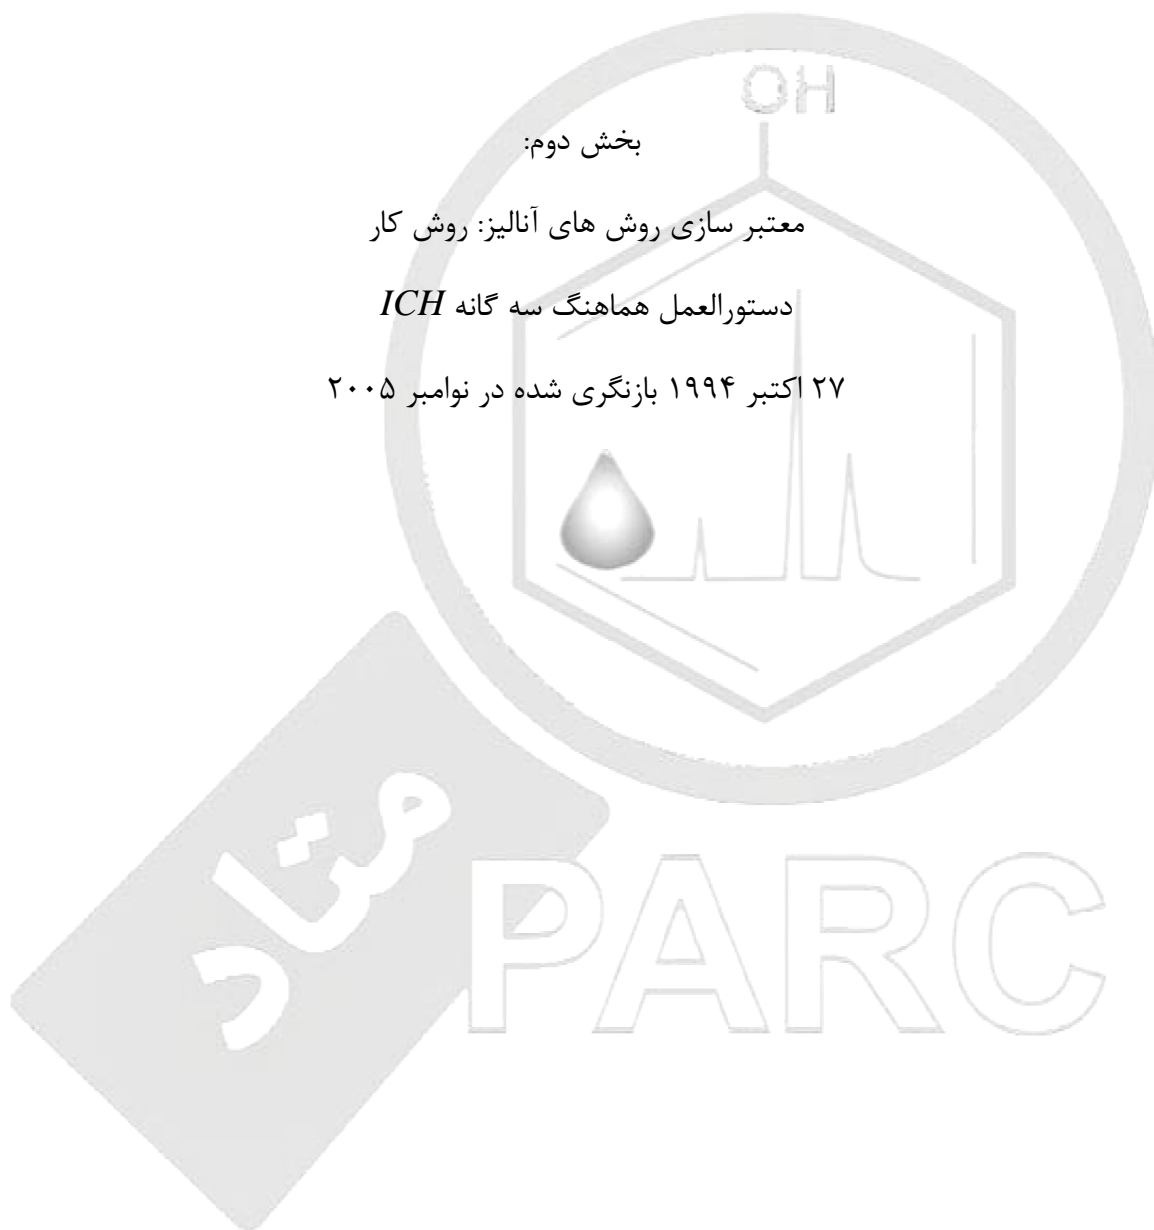 OH
بخش دوم:
معتبر سازی روش های آنالیز: روش کار
دستورالعمل هماهنگ سه گانه ICH
۲۷ اکتبر ۱۹۹۴ بازنگری شده در نوامبر ۲۰۰۵
متاد
PARC